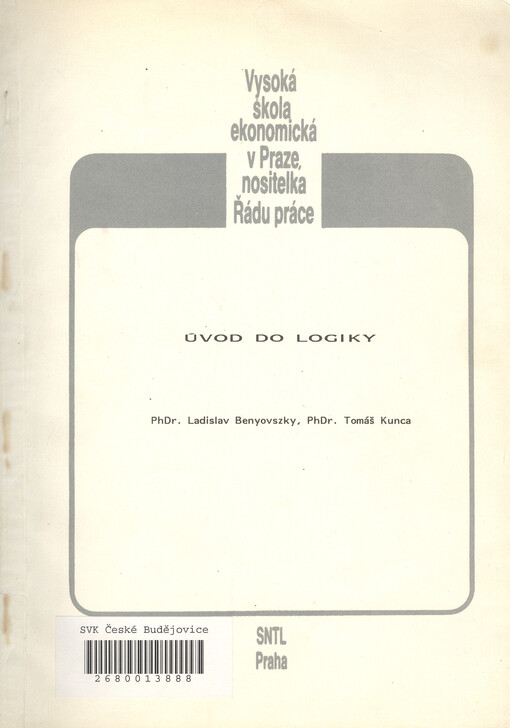 Vysoká
škola
ekonomická
v Praze,
nositelka
Řádu práce
ÚVOD DO LOGIKY
PhDr. Ladislav Benyovszky, PhDr. Tomáš Kunca
SVK České Budějovice
2680013888
SNTL
Praha